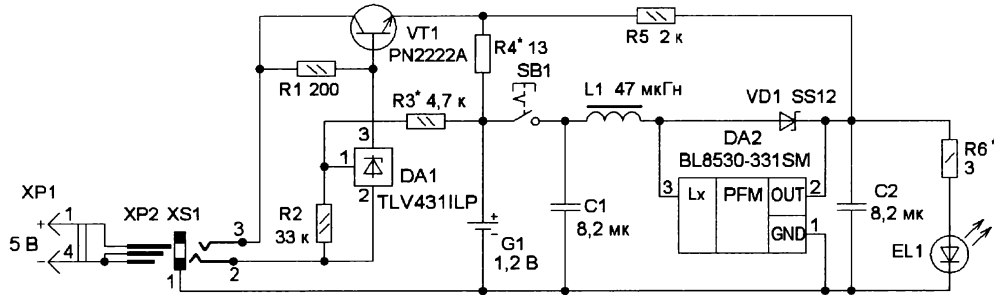 VT1
PN2222A
R1 200
R4* 13
R5 2 к
SB1
R3* 4,7 к
L1 47 мкГн
VD1 SS12
DA2
BL8530-331SM
3
1
2
DA1
TLV431ILP
3
Lx
PFM
OUT
2
GND
1
R6*
3
XP1
+
1
5 В
−
4
XP2
XS1
3
2
1
R2
33 к
+
−
G1
1,2 В
C1
8,2 мк
C2
8,2 мк
EL1